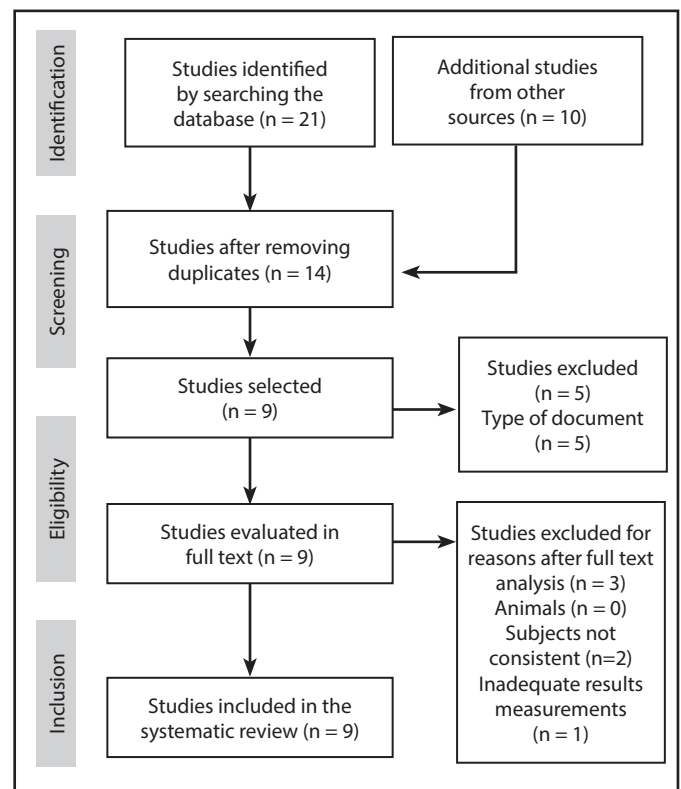 Identification
Studies identified
by searching the
database (n = 21)
Additional studies
from other
sources (n = 10)
Screening
Studies after removing
duplicates (n = 14)
Studies selected
(n = 9)
Studies excluded
(n = 5)
Type of document
(n = 5)
Eligibility
Studies evaluated in
full text (n = 9)
Studies excluded for
reasons after full text
analysis (n = 3)
Animals (n = 0)
Subjects not
consistent (n=2)
Inadequate results
measurements
(n = 1)
Inclusion
Studies included in the
systematic review (n = 9)